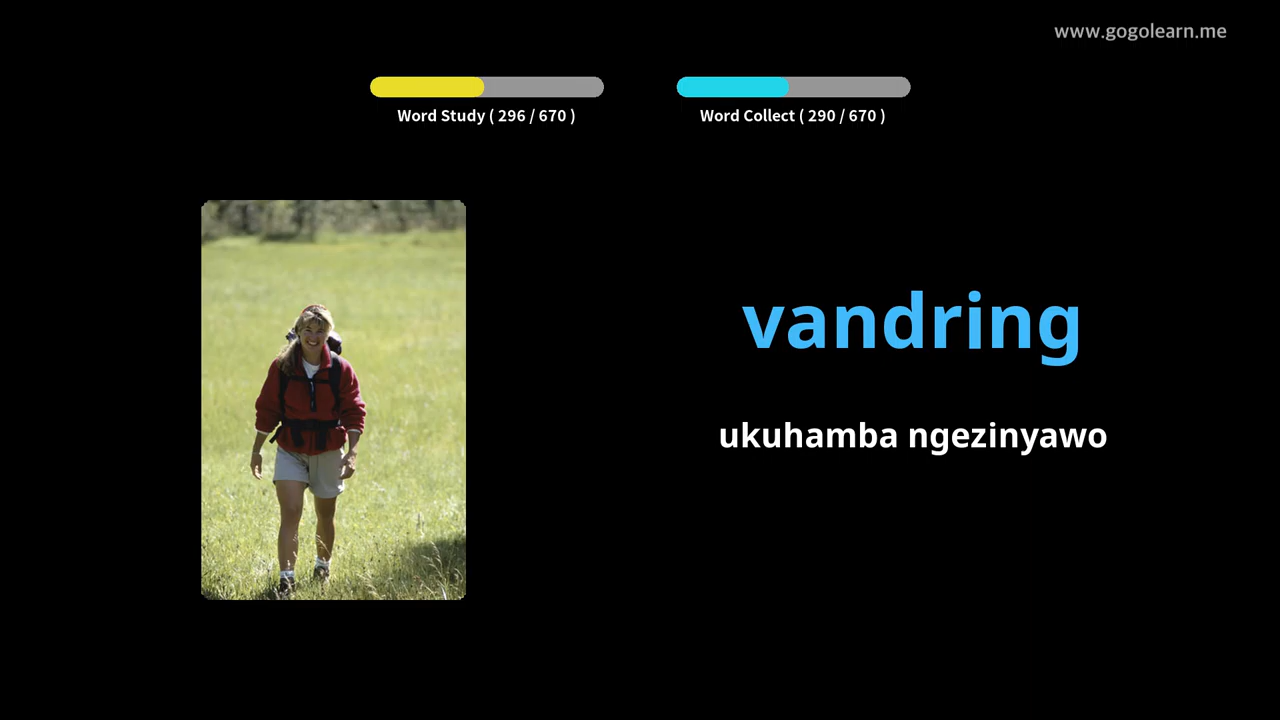 www.gogolearn.me
Word Study ( 296 / 670 )
Word Collect ( 290 / 670 )
vandring
ukuhamba ngezinyawo